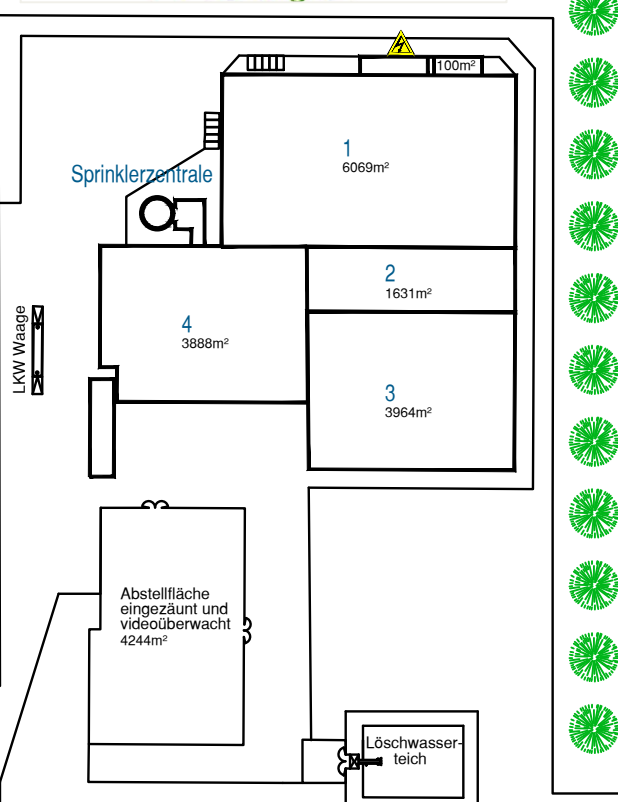 100m²
1
6069m²
Sprinklerzentrale
2
1631m²
4
3888m²
LKW Waage
3
3964m²
Abstellfläche
eingezäunt und
videoüberwacht
4244m²
Löschwasser-
teich